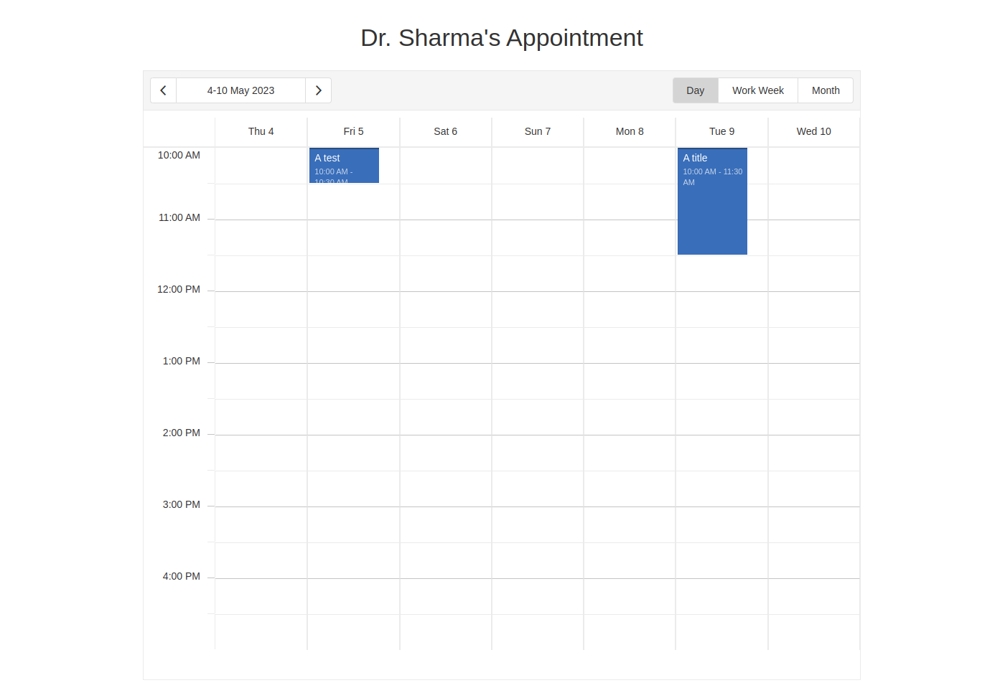 Dr. Sharma's Appointment
4-10 May 2023
Day Work Week Month
Thu 4 Fri 5 Sat 6 Sun 7 Mon 8 Tue 9 Wed 10
10:00 AM
A test
10:00 AM -
10:30 AM
A title
10:00 AM - 11:30
AM
11:00 AM
12:00 PM
1:00 PM
2:00 PM
3:00 PM
4:00 PM